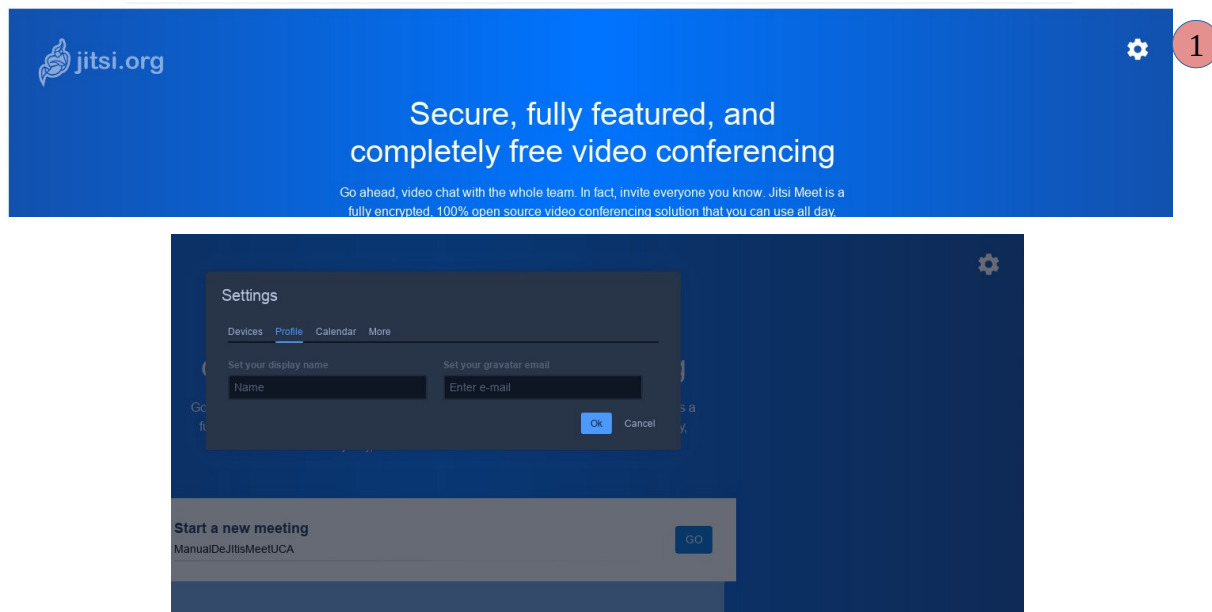 jitsi.org
1
Secure, fully featured, and
completely free video conferencing
Go ahead, video chat with the whole team. In fact, invite everyone you know. Jitsi Meet is a
fully encrypted, 100% open source video conferencing solution that you can use all day,
Settings
Devices Profile Calendar More
Set your display name Set your gravatar email
Name Enter e-mail
Go s a
fu y,
Ok Cancel
Start a new meeting
ManualDeJItisMeetUCA
GO